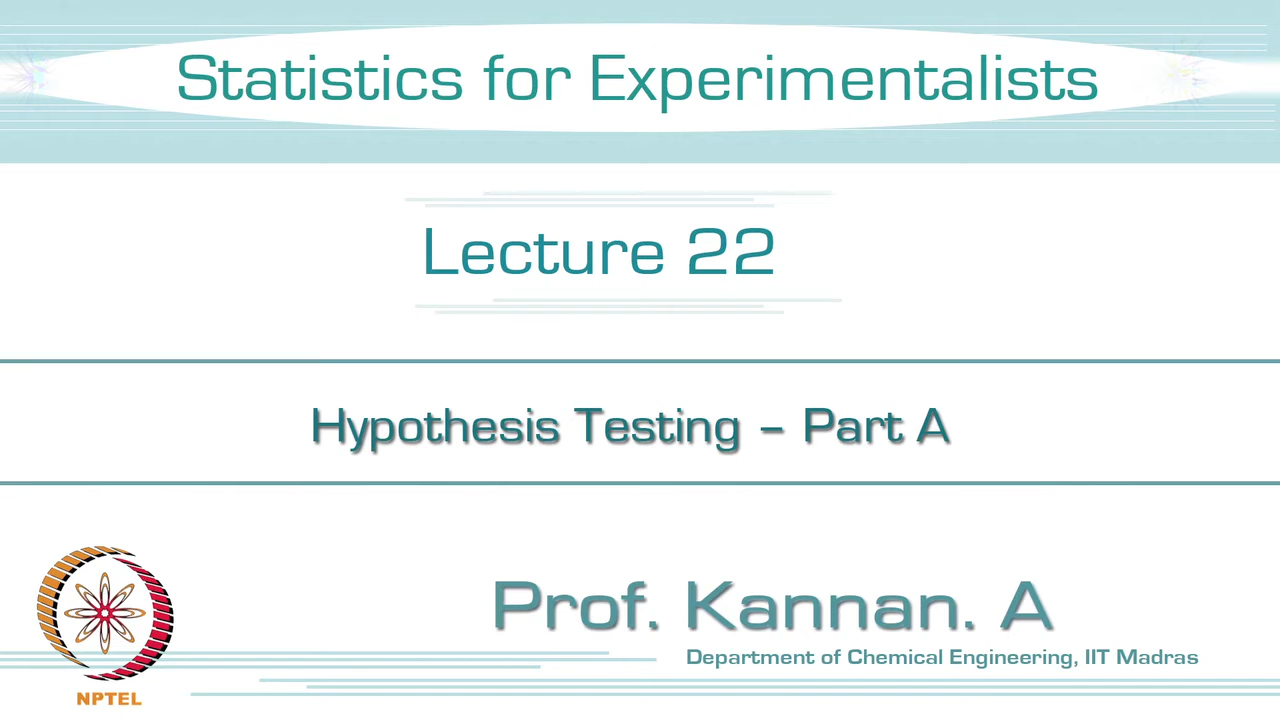 Statistics for Experimentalists
Lecture 22
Hypothesis Testing – Part A
Prof. Kannan. A
Department of Chemical Engineering, IIT Madras
NPTEL